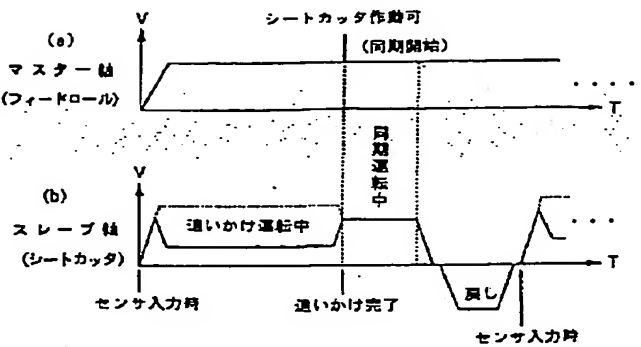 シートカッタ作動可
V
(a)
(同期開始)
マスター軸
(フィードロール)
T
同期運転中
V
(b)
スレーブ軸
追いかけ運転中
(シートカッタ)
T
戻し
センサ入力時
追いかけ完了
センサ入力時